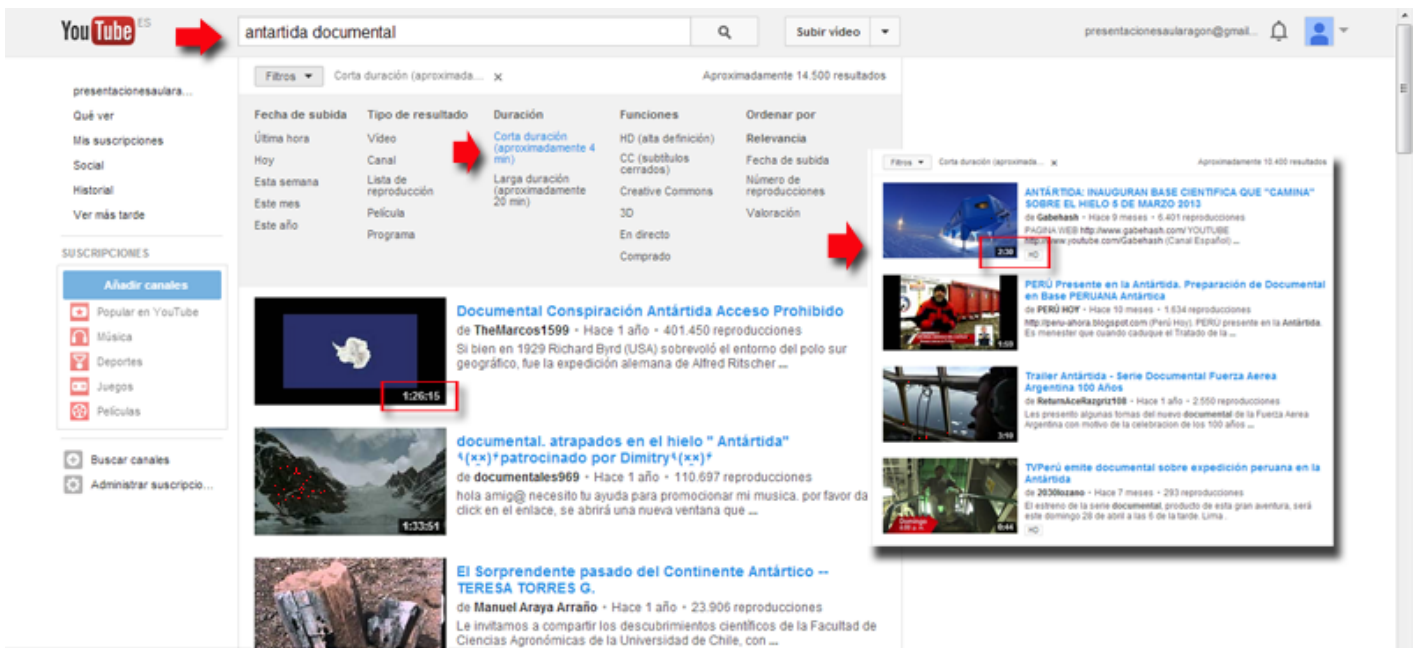 YouTube ES
antartida documental
Subir vídeo
presentacionesaularagon@gmail...
presentacionesaulara...
Qué ver
Mis suscripciones
Social
Historial
Ver más tarde
SUSCRIPCIONES
Añadir canales
Popular en YouTube
Música
Deportes
Juegos
Películas
Buscar canales
Administrar suscripcio...
Filtros
Corta duración (aproximada... x
Aproximadamente 14.500 resultados
Fecha de subida
Última hora
Hoy
Esta semana
Este mes
Este año
Tipo de resultado
Vídeo
Canal
Lista de
reproducción
Película
Programa
Duración
Corta duración
(aproximadamente 4
min)
Larga duración
(aproximadamente
20 min)
Funciones
HD (alta definición)
CC (subtítulos
cerrados)
Creative Commons
3D
En directo
Comprado
Ordenar por
Relevancia
Fecha de subida
Número de
reproducciones
Valoración
1:26:15
Documental Conspiración Antártida Acceso Prohibido
de TheMarcos1599 • Hace 1 año • 401.450 reproducciones
Si bien en 1929 Richard Byrd (USA) sobrevoló el entorno del polo sur
geográfico, fue la expedición alemana de Alfred Ritscher ...
1:33:51
documental. atrapados en el hielo " Antártida"
patrocinado por Dimitry
de documentales969 • Hace 1 año • 110.697 reproducciones
hola amig@ necesito tu ayuda para promocionar mi musica. por favor da
click en el enlace, se abrirá una nueva ventana que ...
El Sorprendente pasado del Continente Antártico --
TERESA TORRES G.
de Manuel Araya Arraño • Hace 1 año • 23.906 reproducciones
Le invitamos a compartir los descubrimientos científicos de la Facultad de
Ciencias Agronómicas de la Universidad de Chile, con ...
Filtros
Corta duración (aproximada... x
Aproximadamente 10.400 resultados
2:30
ANTÁRTIDA: INAUGURAN BASE CIENTIFICA QUE "CAMINA"
SOBRE EL HIELO 5 DE MARZO 2013
de Gabehash • Hace 9 meses • 6.401 reproducciones
PAGINA WEB http://www.gabehash.com/ YOUTUBE
http://www.youtube.com/Gabehash (Canal Español) ...
HD
1:59
PERÚ Presente en la Antártida. Preparación de Documental
en Base PERUANA Antártica
de PERÚ HOY • Hace 10 meses • 1.634 reproducciones
http://peru-ahora.blogspot.com (Perú Hoy). PERÚ presente en la Antártida.
Es menester que cuando caduque el Tratado de la ...
3:10
Trailer Antártida - Serie Documental Fuerza Aerea
Argentina 100 Años
de ReturnAceRazgriz108 • Hace 1 año • 2.550 reproducciones
Les presento algunas tomas del nuevo documental de la Fuerza Aerea
Argentina con motivo de la celebracion de los 100 años ...
Domingo
0:44
TVPerú emite documental sobre expedición peruana en la
Antártida
de 2030lozano • Hace 7 meses • 293 reproducciones
El estreno de la serie documental, producto de esta gran aventura, será
este domingo 28 de abril a las 6 de la tarde. Lima .
HD